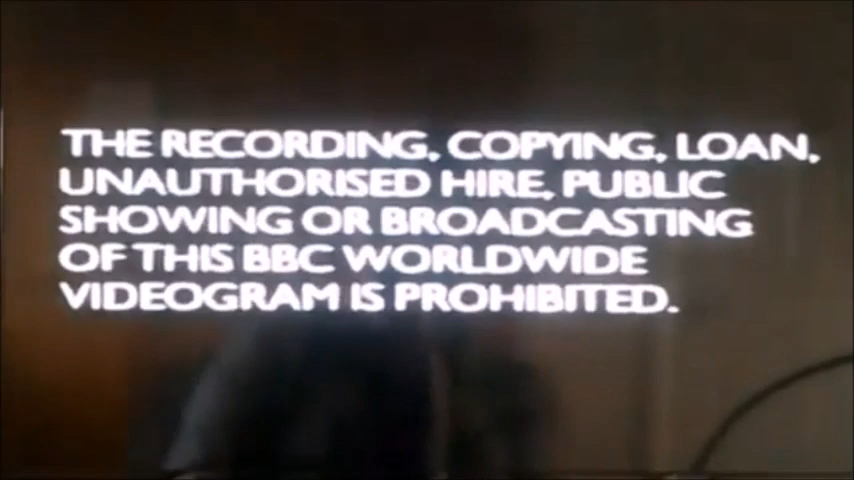 THE RECORDING, COPYING, LOAN,
UNAUTHORISED HIRE, PUBLIC
SHOWING OR BROADCASTING
OF THIS BBC WORLDWIDE
VIDEOGRAM IS PROHIBITED.